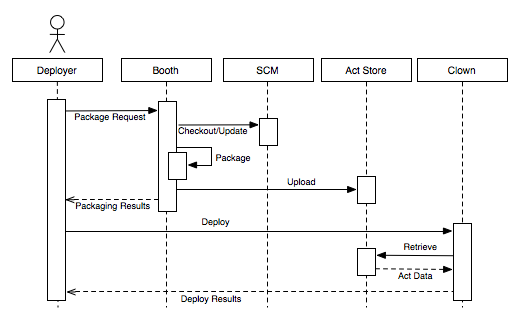 Deployer
Booth
SCM
Act Store
Clown
Package Request
Checkout/Update
Package
Upload
Packaging Results
Deploy
Retrieve
Act Data
Deploy Results